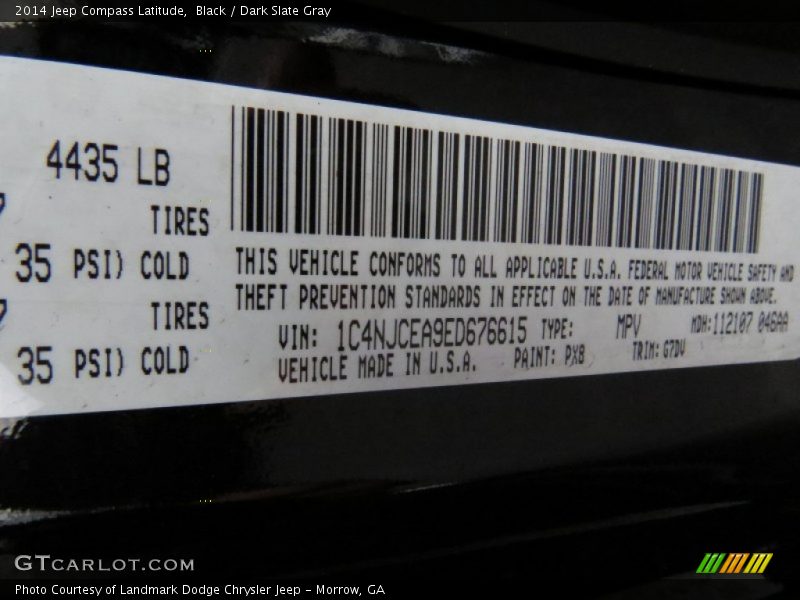 2014 Jeep Compass Latitude, Black / Dark Slate Gray
4435 LB
TIRES
35 PSI) COLD
TIRES
35 PSI) COLD
THIS VEHICLE CONFORMS TO ALL APPLICABLE U.S.A. FEDERAL MOTOR VEHICLE SAFETY AND
THEFT PREVENTION STANDARDS IN EFFECT ON THE DATE OF MANUFACTURE SHOWN ABOVE.
VIN: 1C4NJCEA9ED676615 TYPE: MPV MDH:112107 046AA
VEHICLE MADE IN U.S.A. PAINT: PX8 TRIM: G7DV
GTCARLOT.COM
Photo Courtesy of Landmark Dodge Chrysler Jeep - Morrow, GA